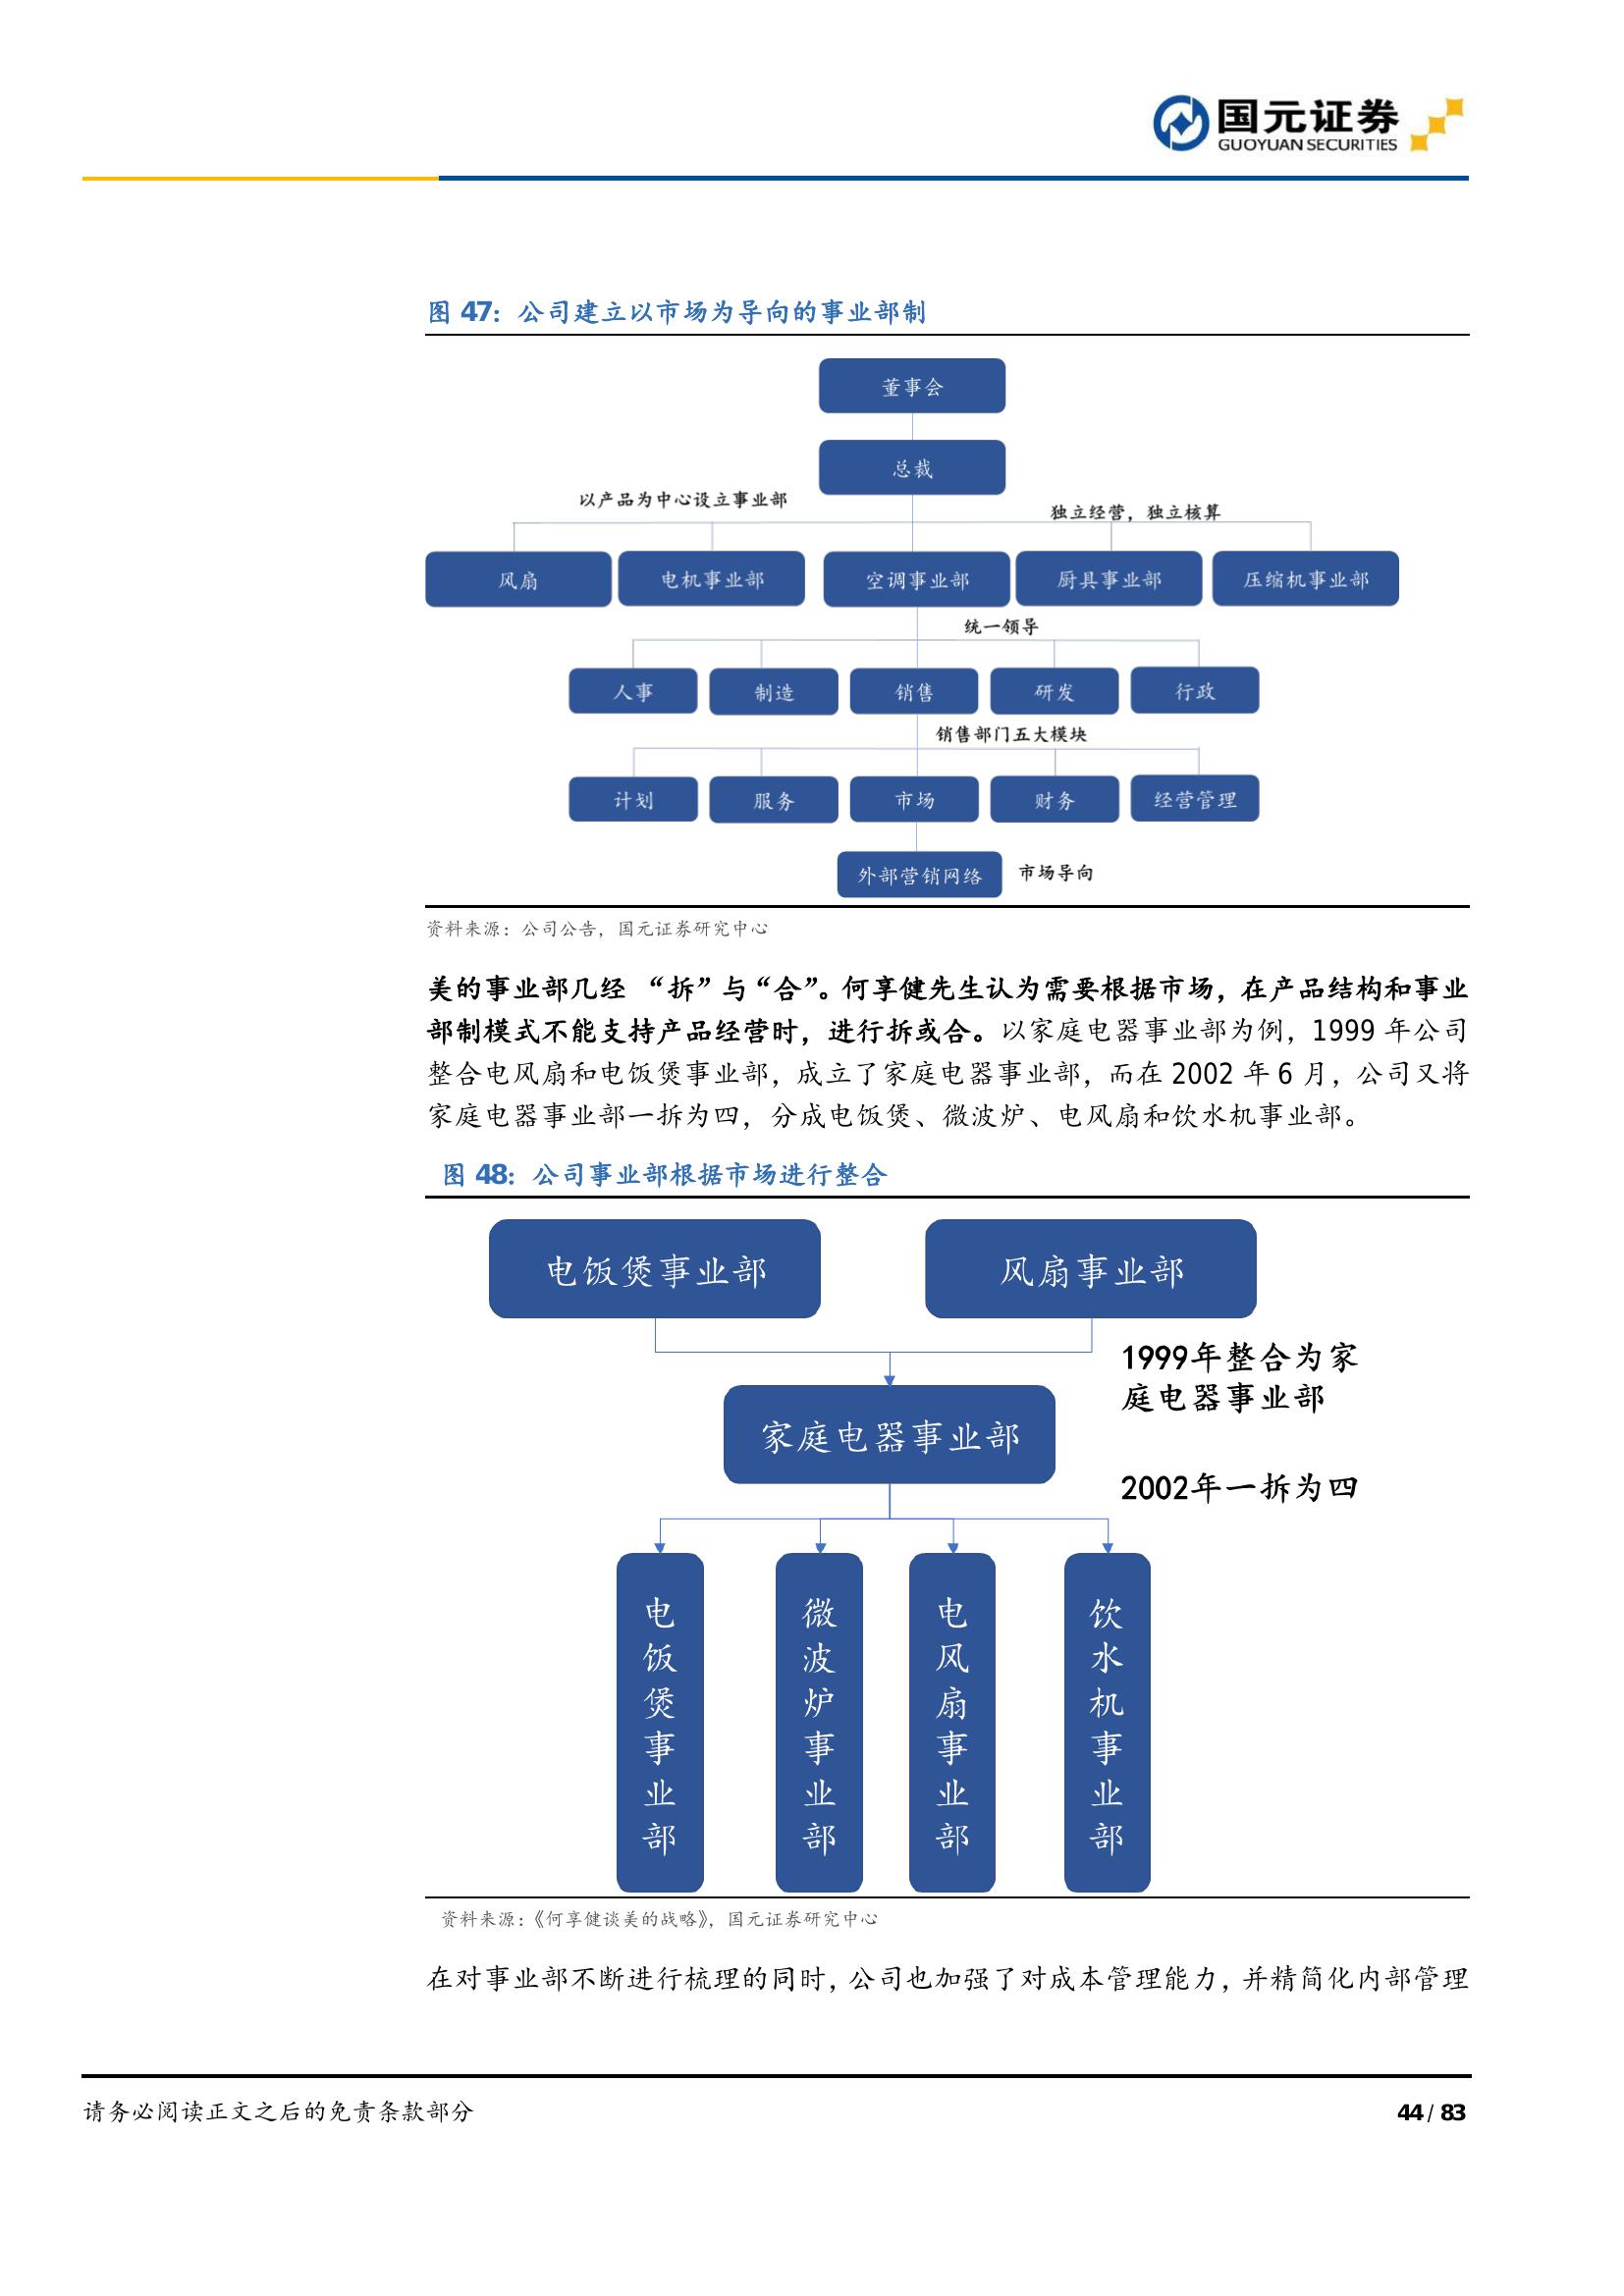 国元证券
GUOYUAN SECURITIES
图 47：公司建立以市场为导向的事业部制
董事会
总裁
以产品为中心设立事业部
独立经营，独立核算
风扇
电机事业部
空调事业部
厨具事业部
压缩机事业部
统一领导
人事
制造
销售
研发
行政
销售部门五大模块
计划
服务
市场
财务
经营管理
外部营销网络
市场导向
资料来源：公司公告，国元证券研究中心
美的事业部几经 “拆”与“合”。何享健先生认为需要根据市场，在产品结构和事业
部制模式不能支持产品经营时，进行拆或合。以家庭电器事业部为例，1999 年公司
整合电风扇和电饭煲事业部，成立了家庭电器事业部，而在 2002 年 6 月，公司又将
家庭电器事业部一拆为四，分成电饭煲、微波炉、电风扇和饮水机事业部。
图 48：公司事业部根据市场进行整合
电饭煲事业部
风扇事业部
1999年整合为家
庭电器事业部
家庭电器事业部
2002年一拆为四
电饭煲事业部
微波炉事业部
电风扇事业部
饮水机事业部
资料来源：《何享健谈美的战略》，国元证券研究中心
在对事业部不断进行梳理的同时，公司也加强了对成本管理能力，并精简化内部管理
请务必阅读正文之后的免责条款部分
44 / 83